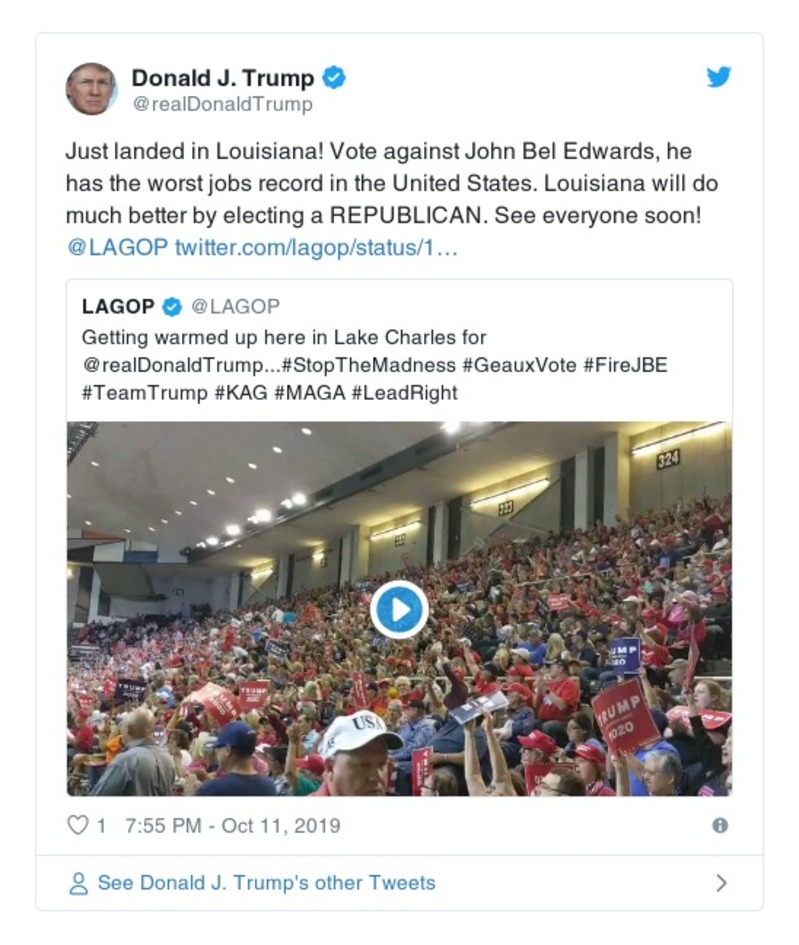 Donald J. Trump
@realDonaldTrump
Just landed in Louisiana! Vote against John Bel Edwards, he
has the worst jobs record in the United States. Louisiana will do
much better by electing a REPUBLICAN. See everyone soon!
@LAGOP twitter.com/lagop/status/1…
LAGOP @LAGOP
Getting warmed up here in Lake Charles for
@realDonaldTrump...#StopTheMadness #GeauxVote #FireJBE
#TeamTrump #KAG #MAGA #LeadRight
324
323
TRUMP
TRUMP
TRUMP
2020
USA
1 7:55 PM - Oct 11, 2019
See Donald J. Trump's other Tweets